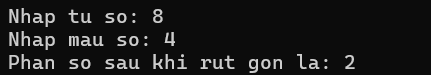 Nhap tu so: 8
Nhap mau so: 4
Phan so sau khi rut gon la: 2